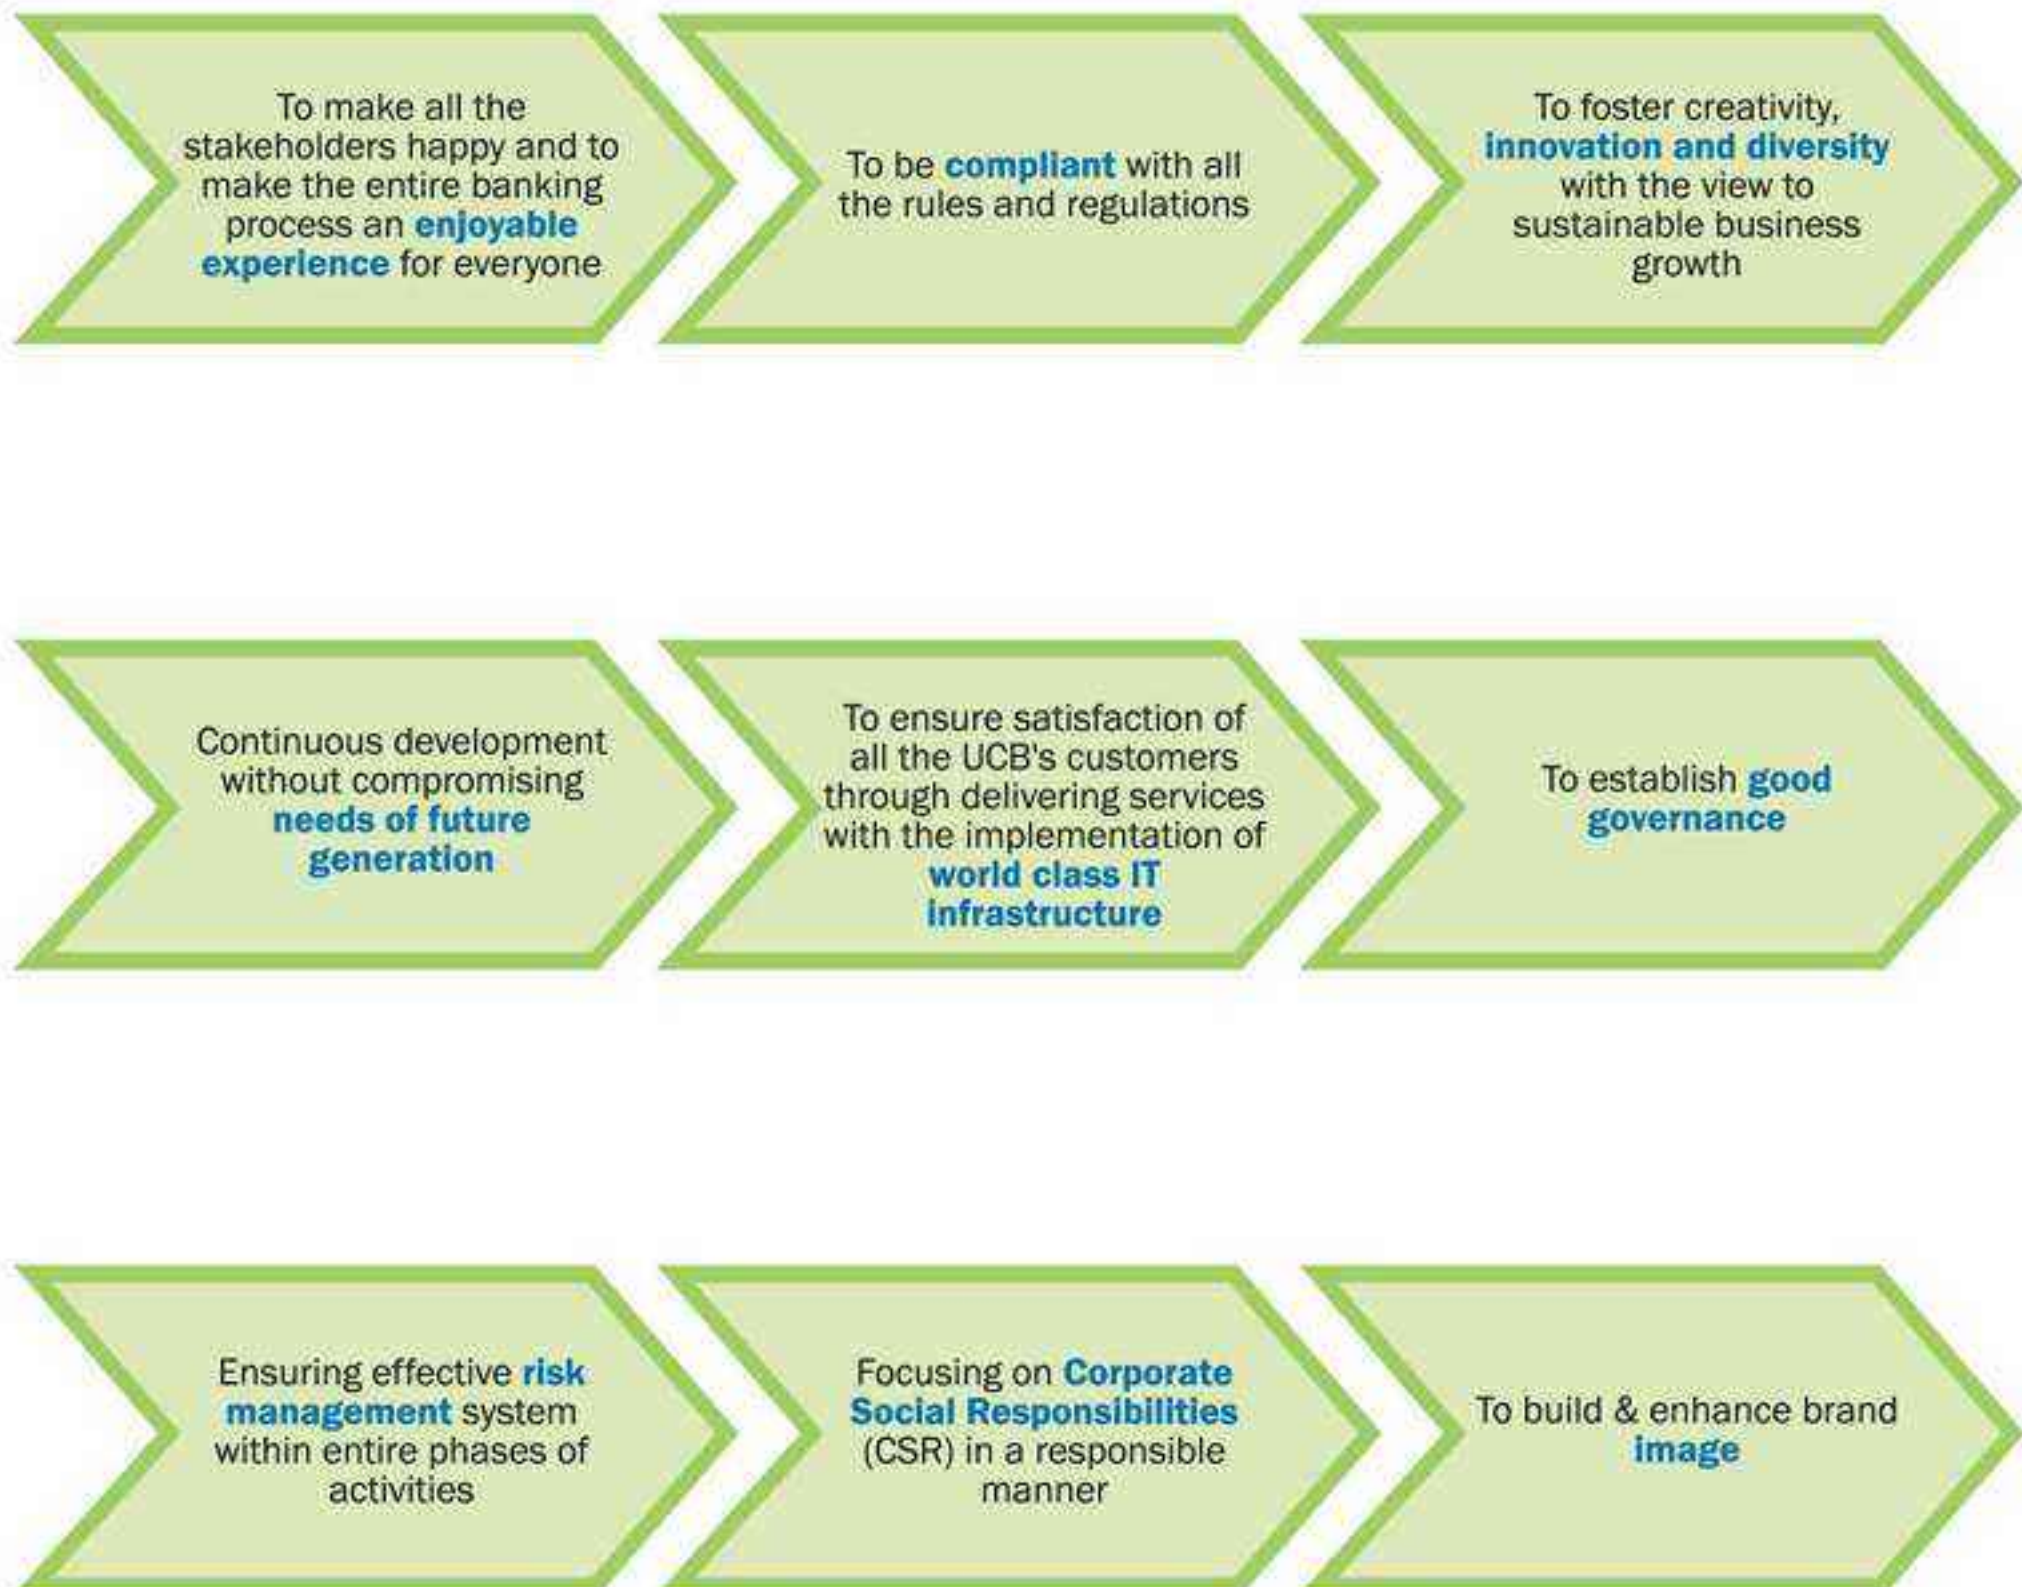 To make all the
stakeholders happy and to
make the entire banking
process an enjoyable
experience for everyone
To be compliant with all
the rules and regulations
To foster creativity,
innovation and diversity
with the view to
sustainable business
growth
Continuous development
without compromising
needs of future
generation
To ensure satisfaction of
all the UCB's customers
through delivering services
with the implementation of
world class IT
infrastructure
To establish good
governance
Ensuring effective risk
management system
within entire phases of
activities
Focusing on Corporate
Social Responsibilities
(CSR) in a responsible
manner
To build & enhance brand
image